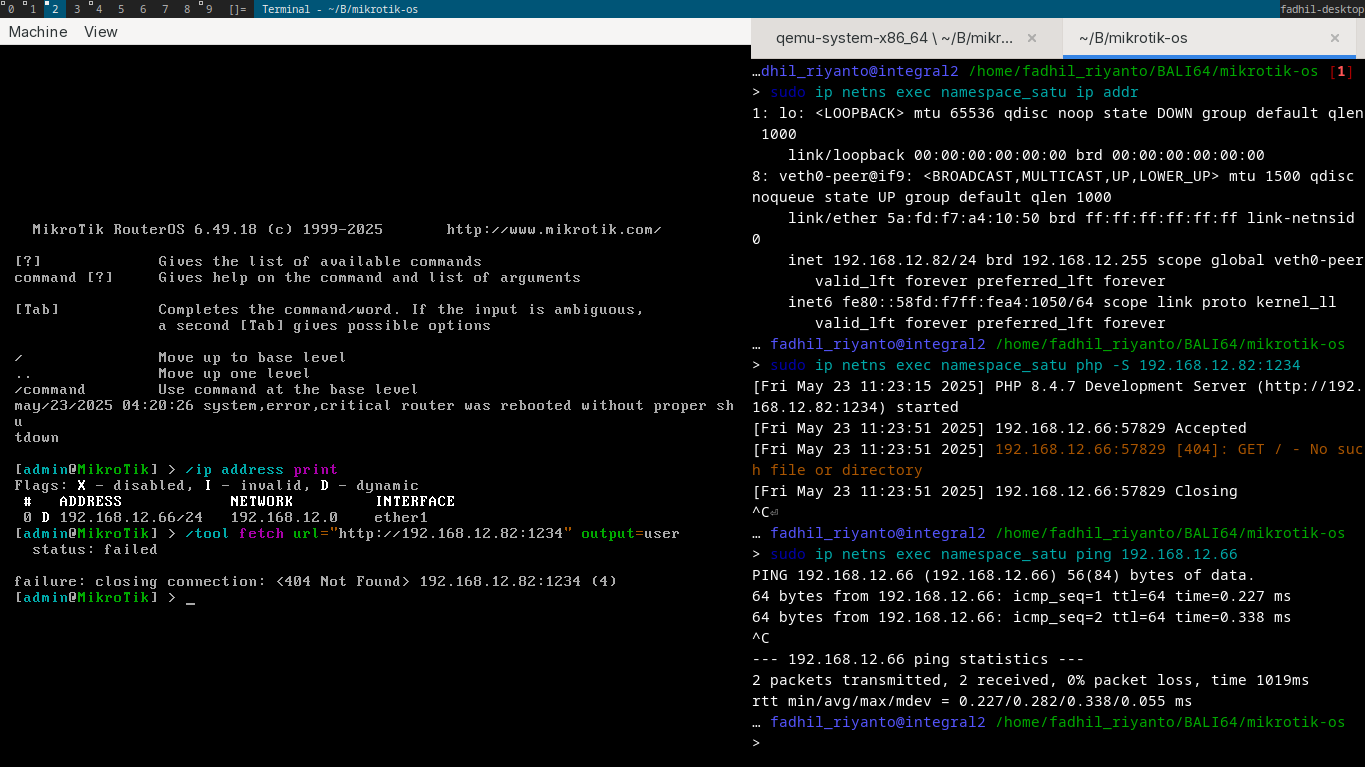 0 1 2 3 4 5 6 7 8 9 []= Terminal - ~/B/mikrotik-os fadhil-desktop
Machine View
MikroTik RouterOS 6.49.18 (c) 1999-2025 http://www.mikrotik.com/
[?] Gives the list of available commands
command [?] Gives help on the command and list of arguments
[Tab] Completes the command/word. If the input is ambiguous,
a second [Tab] gives possible options
/ Move up to base level
.. Move up one level
/command Use command at the base level
may/23/2025 04:20:26 system,error,critical router was rebooted without proper sh
u
tdown
[admin@MikroTik] > /ip address print
Flags: X - disabled, I - invalid, D - dynamic
# ADDRESS NETWORK INTERFACE
0 D 192.168.12.66/24 192.168.12.0 ether1
[admin@MikroTik] > /tool fetch url="http://192.168.12.82:1234" output=user
status: failed
failure: closing connection: <404 Not Found> 192.168.12.82:1234 (4)
[admin@MikroTik] > _
qemu-system-x86_64 \ ~/B/mikr... × ~/B/mikrotik-os ×
…dhil_riyanto@integral2 /home/fadhil_riyanto/BALI64/mikrotik-os [1]
> sudo ip netns exec namespace_satu ip addr
1: lo: <LOOPBACK> mtu 65536 qdisc noop state DOWN group default qlen
1000
link/loopback 00:00:00:00:00:00 brd 00:00:00:00:00:00
8: veth0-peer@if9: <BROADCAST,MULTICAST,UP,LOWER_UP> mtu 1500 qdisc
noqueue state UP group default qlen 1000
link/ether 5a:fd:f7:a4:10:50 brd ff:ff:ff:ff:ff:ff link-netnsid
0
inet 192.168.12.82/24 brd 192.168.12.255 scope global veth0-peer
valid_lft forever preferred_lft forever
inet6 fe80::58fd:f7ff:fea4:1050/64 scope link proto kernel_ll
valid_lft forever preferred_lft forever
… fadhil_riyanto@integral2 /home/fadhil_riyanto/BALI64/mikrotik-os
> sudo ip netns exec namespace_satu php -S 192.168.12.82:1234
[Fri May 23 11:23:15 2025] PHP 8.4.7 Development Server (http://192.
168.12.82:1234) started
[Fri May 23 11:23:51 2025] 192.168.12.66:57829 Accepted
[Fri May 23 11:23:51 2025] 192.168.12.66:57829 [404]: GET / - No suc
h file or directory
[Fri May 23 11:23:51 2025] 192.168.12.66:57829 Closing
^C⏎
… fadhil_riyanto@integral2 /home/fadhil_riyanto/BALI64/mikrotik-os
> sudo ip netns exec namespace_satu ping 192.168.12.66
PING 192.168.12.66 (192.168.12.66) 56(84) bytes of data.
64 bytes from 192.168.12.66: icmp_seq=1 ttl=64 time=0.227 ms
64 bytes from 192.168.12.66: icmp_seq=2 ttl=64 time=0.338 ms
^C
--- 192.168.12.66 ping statistics ---
2 packets transmitted, 2 received, 0% packet loss, time 1019ms
rtt min/avg/max/mdev = 0.227/0.282/0.338/0.055 ms
… fadhil_riyanto@integral2 /home/fadhil_riyanto/BALI64/mikrotik-os
>